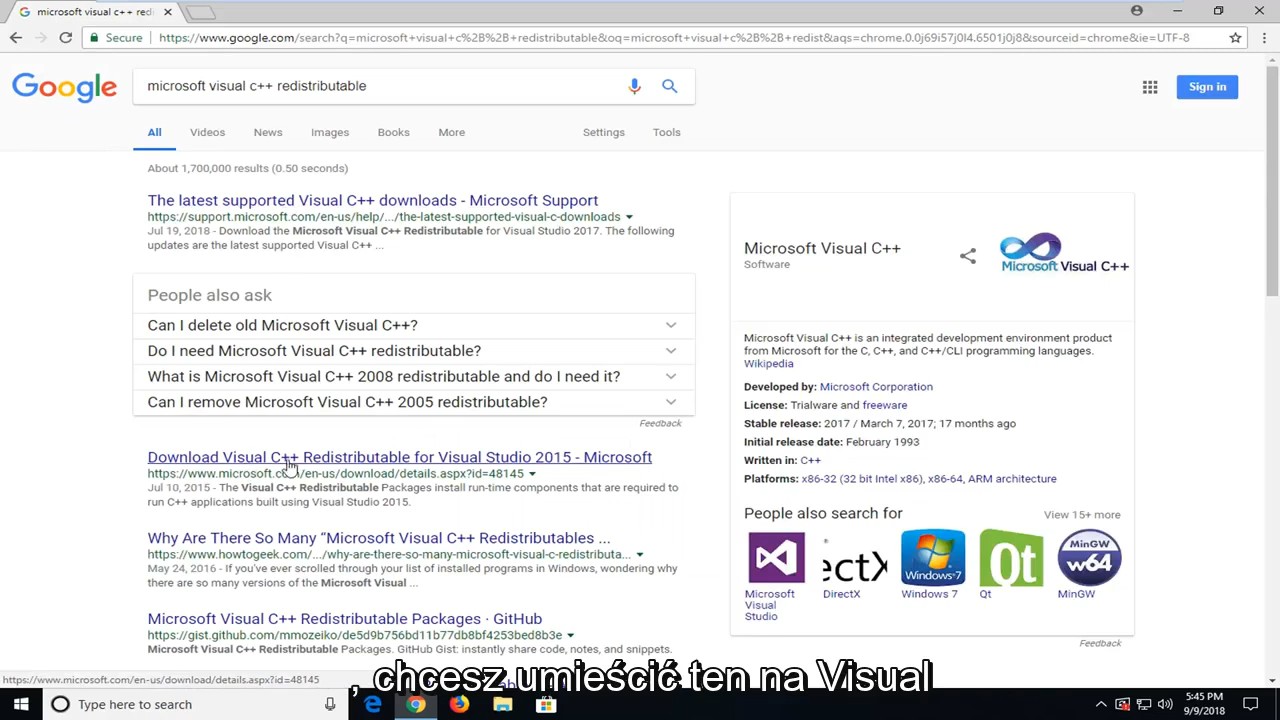 microsoft visual c++ redi
Secure
https://www.google.com/search?q=microsoft+visual+c%2B%2B+redistributable&oq=microsoft+visual+c%2B%2B+redist&aqs=chrome.0.0j69i57j0l4.6501j0j8&sourceid=chrome&ie=UTF-8
Google
microsoft visual c++ redistributable
Sign in
All Videos News Images Books More Settings Tools
About 1,700,000 results (0.50 seconds)
The latest supported Visual C++ downloads - Microsoft Support
https://support.microsoft.com/en-us/help/.../the-latest-supported-visual-c-downloads
Jul 19, 2018 - Download the Microsoft Visual C++ Redistributable for Visual Studio 2017. The following
updates are the latest supported Visual C++ ...
People also ask
Can I delete old Microsoft Visual C++?
Do I need Microsoft Visual C++ redistributable?
What is Microsoft Visual C++ 2008 redistributable and do I need it?
Can I remove Microsoft Visual C++ 2005 redistributable?
Feedback
Download Visual C++ Redistributable for Visual Studio 2015 - Microsoft
https://www.microsoft.com/en-us/download/details.aspx?id=48145
Jul 10, 2015 - The Visual C++ Redistributable Packages install run-time components that are required to
run C++ applications built using Visual Studio 2015.
Why Are There So Many “Microsoft Visual C++ Redistributables ...
https://www.howtogeek.com/.../why-are-there-so-many-microsoft-visual-c-redistributa...
May 24, 2016 - If you've ever scrolled through your list of installed programs in Windows, wondering why
there are so many versions of the Microsoft Visual ...
Microsoft Visual C++ Redistributable Packages · GitHub
https://gist.github.com/mmozeiko/de5d9b756bd11b77db8bf4253bed8b3e
Microsoft Visual C++ Redistributable Packages. GitHub Gist: instantly share code, notes, and snippets.
Microsoft Visual C++
Software
Microsoft Visual C++
Microsoft Visual C++ is an integrated development environment product
from Microsoft for the C, C++, and C++/CLI programming languages.
Wikipedia
Developed by: Microsoft Corporation
License: Trialware and freeware
Stable release: 2017 / March 7, 2017; 17 months ago
Initial release date: February 1993
Written in: C++
Platforms: x86-32 (32 bit Intel x86), x86-64, ARM architecture
People also search for
View 15+ more
ectX
Qt
MinGW
w64
Microsoft
Visual
Studio
DirectX
Windows 7
Qt
MinGW
Feedback
https://www.microsoft.com/en-us/download/details.aspx?id=48145
, chcesz umieścić ten na Visual
Type here to search
5:45 PM
9/9/2018